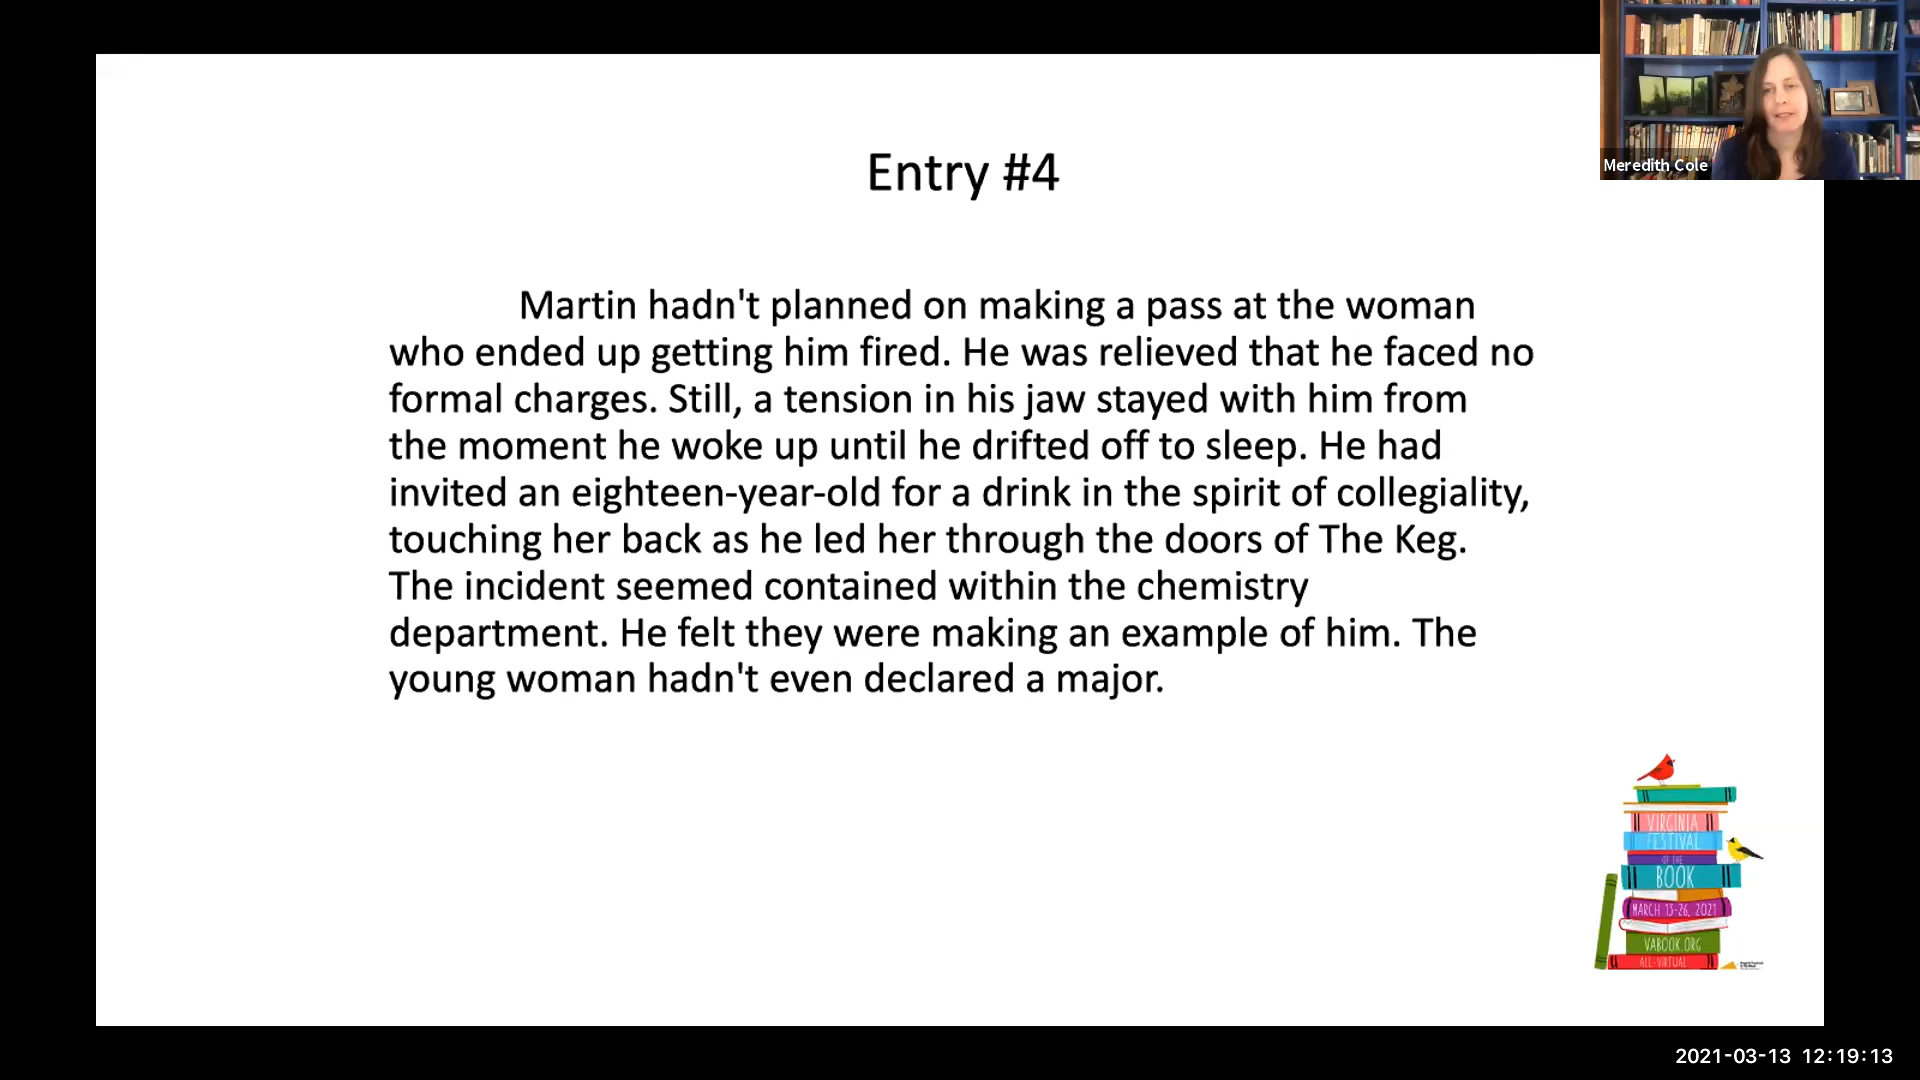 Meredith Cole
Entry #4
Martin hadn't planned on making a pass at the woman
who ended up getting him fired. He was relieved that he faced no
formal charges. Still, a tension in his jaw stayed with him from
the moment he woke up until he drifted off to sleep. He had
invited an eighteen-year-old for a drink in the spirit of collegiality,
touching her back as he led her through the doors of The Keg.
The incident seemed contained within the chemistry
department. He felt they were making an example of him. The
young woman hadn't even declared a major.
VIRGINIA
FESTIVAL
OF THE
BOOK
MARCH 13-26, 2021
VABOOK.ORG
ALL-VIRTUAL
2021-03-13 12:19:13